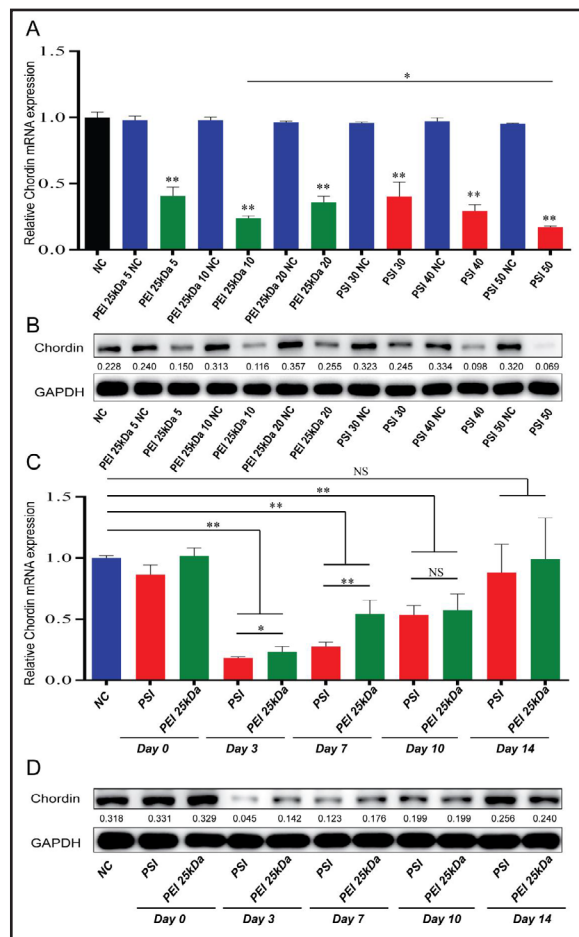 A
Relative Chordin mRNA expression
1.5
1.0
0.5
0.0
*
** ** ** ** ** **
NC
PEI 25kDa 5 NC
PEI 25kDa 5
PEI 25kDa 10 NC
PEI 25kDa 10
PEI 25kDa 20 NC
PEI 25kDa 20
PSI 30 NC
PSI 30
PSI 40 NC
PSI 40
PSI 50 NC
PSI 50
B
Chordin
0.228 0.240 0.150 0.313 0.116 0.357 0.255 0.323 0.245 0.334 0.098 0.320 0.069
GAPDH
NC
PEI 25kDa 5 NC
PEI 25kDa 5
PEI 25kDa 10 NC
PEI 25kDa 10
PEI 25kDa 20 NC
PEI 25kDa 20
PSI 30 NC
PSI 30
PSI 40 NC
PSI 40
PSI 50 NC
PSI 50
C
Relative Chordin mRNA expression
1.5
1.0
0.5
0.0
NS
**
**
**
**
NS
*
NC
PSI
PEI 25kDa
PSI
PEI 25kDa
PSI
PEI 25kDa
PSI
PEI 25kDa
PSI
PEI 25kDa
Day 0 Day 3 Day 7 Day 10 Day 14
D
Chordin
0.318 0.331 0.329 0.045 0.142 0.123 0.176 0.199 0.199 0.256 0.240
GAPDH
NC
PSI
PEI 25kDa
PSI
PEI 25kDa
PSI
PEI 25kDa
PSI
PEI 25kDa
PSI
PEI 25kDa
Day 0 Day 3 Day 7 Day 10 Day 14